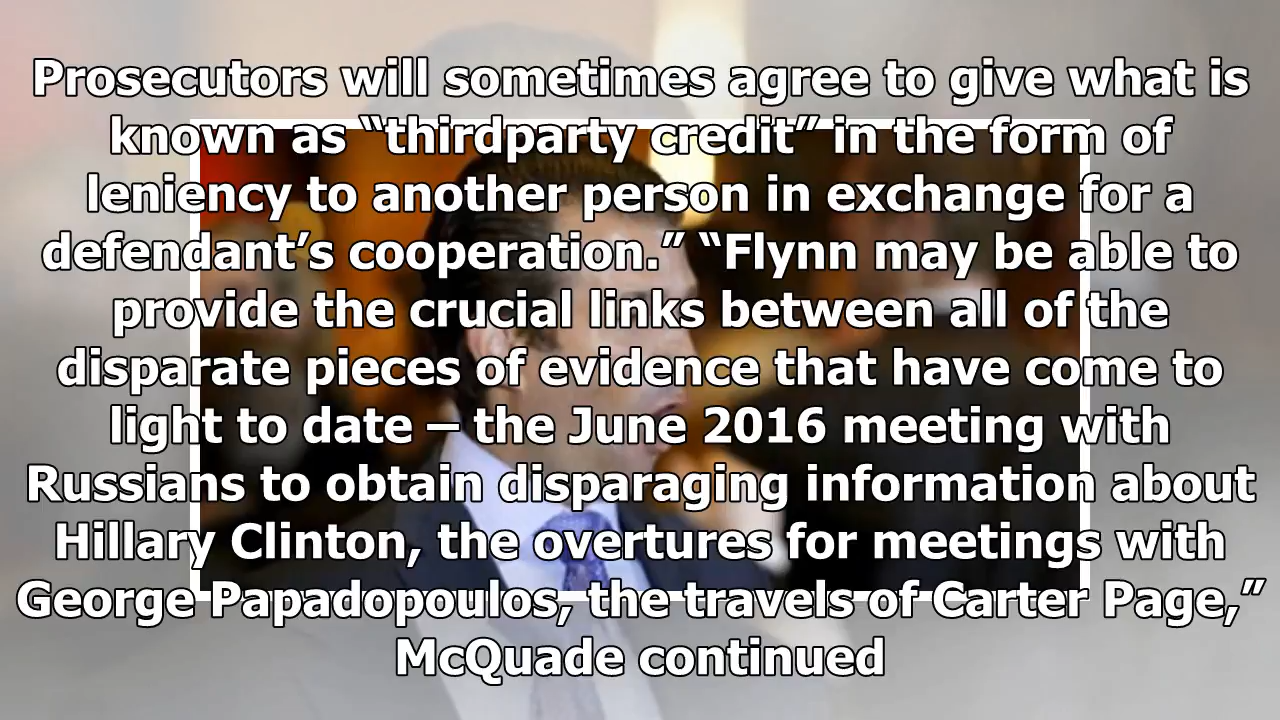 Prosecutors will sometimes agree to give what is
known as “thirdparty credit” in the form of
leniency to another person in exchange for a
defendant’s cooperation.” “Flynn may be able to
provide the crucial links between all of the
disparate pieces of evidence that have come to
light to date – the June 2016 meeting with
Russians to obtain disparaging information about
Hillary Clinton, the overtures for meetings with
George Papadopoulos, the travels of Carter Page,”
McQuade continued